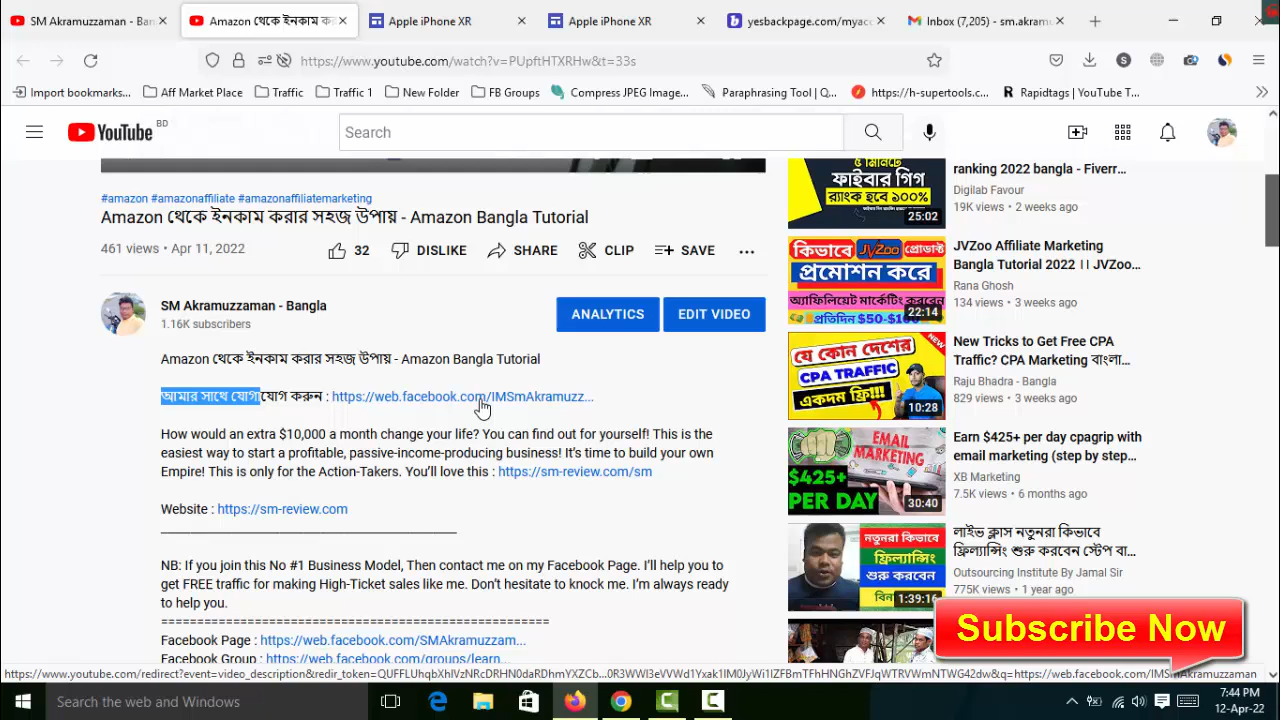 SM Akramuzzaman - Ban
Amazon থেকে ইনকাম কর
Apple iPhone XR
Apple iPhone XR
yesbackpage.com/myacc
Inbox (7,205) - sm.akram
https://www.youtube.com/watch?v=PUpftHTXRHw&t=33s
Import bookmarks...
Aff Market Place
Traffic
Traffic 1
New Folder
FB Groups
Compress JPEG Image...
Paraphrasing Tool | Q...
https://h-supertools.c...
Rapidtags | YouTube T...
YouTube BD
Search
#amazon #amazonaffiliate #amazonaffiliatemarketing
Amazon থেকে ইনকাম করার সহজ উপায় - Amazon Bangla Tutorial
461 views • Apr 11, 2022
32 DISLIKE SHARE CLIP SAVE
SM Akramuzzaman - Bangla
1.16K subscribers
ANALYTICS
EDIT VIDEO
Amazon থেকে ইনকাম করার সহজ উপায় - Amazon Bangla Tutorial
আমার সাথে যোগাযোগ করুন : https://web.facebook.com/IMSmAkramuzz...
How would an extra $10,000 a month change your life? You can find out for yourself! This is the
easiest way to start a profitable, passive-income-producing business! It's time to build your own
Empire! This is only for the Action-Takers. You'll love this : https://sm-review.com/sm
Website : https://sm-review.com
NB: If you join this No #1 Business Model, Then contact me on my Facebook Page. I'll help you to
get FREE traffic for making High-Ticket sales like me. Don't hesitate to knock me. I'm always ready
to help you.
======================================================
Facebook Page : https://web.facebook.com/SMAkramuzzam...
Facebook Group : https://web.facebook.com/groups/learn...
৫ মিনিটে
ফাইবার গিগ
র‍্যাংক হবে ১০০%
25:02
ranking 2022 bangla - Fiverr...
Digilab Favour
19K views • 2 weeks ago
কিভাবে JVZoo প্রোডাক্ট
প্রমোশন করে
অ্যাফিলিয়েট মার্কেটিং করবেন
প্রতিদিন $50-$100
22:14
JVZoo Affiliate Marketing
Bangla Tutorial 2022 ।। JVZoo...
Rana Ghosh
134 views • 3 weeks ago
NEW
যে কোন দেশের
CPA TRAFFIC
একদম ফ্রি!!!
10:28
New Tricks to Get Free CPA
Traffic? CPA Marketing বাংলা...
Raju Bhadra - Bangla
829 views • 3 weeks ago
EMAIL
MARKETING
$425+
PER DAY
30:40
Earn $425+ per day cpagrip with
email marketing (step by step...
XB Marketing
7.5K views • 6 months ago
নতুনরা কিভাবে
ফ্রিল্যান্সিং
শুরু করবেন
1:39:16
লাইভ ক্লাস নতুনরা কিভাবে
ফ্রিল্যান্সিং শুরু করবেন স্টেপ বা...
Outsourcing Institute By Jamal Sir
775K views • 1 year ago
Subscribe Now
Type here to search
7:44 PM
12-Apr-22